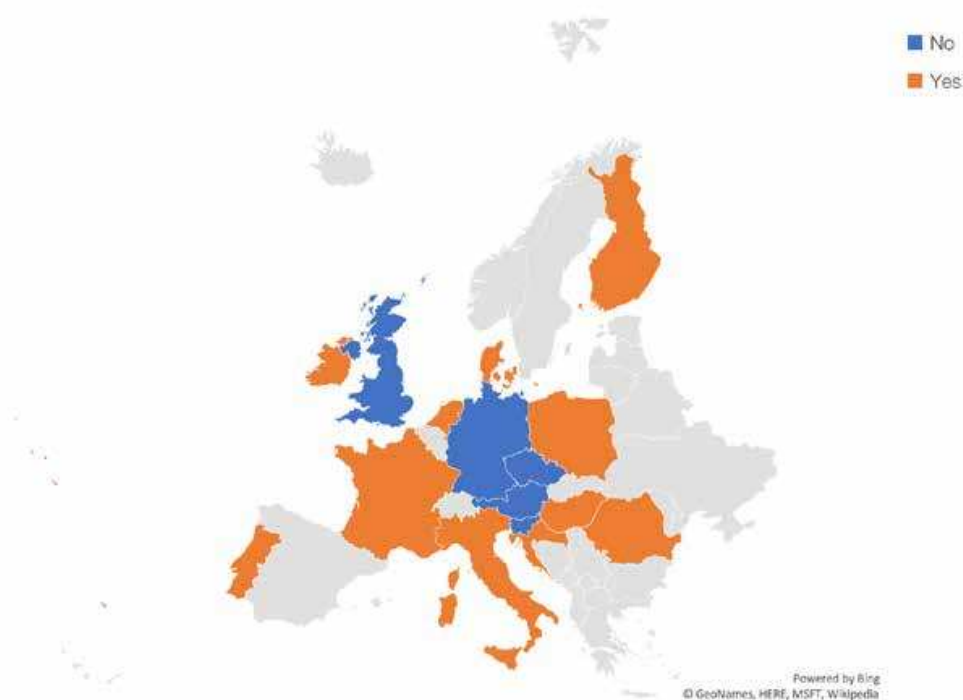 No
Yes
Powered by Bing
© GeoNames, HERE, MSFT, Wikipedia